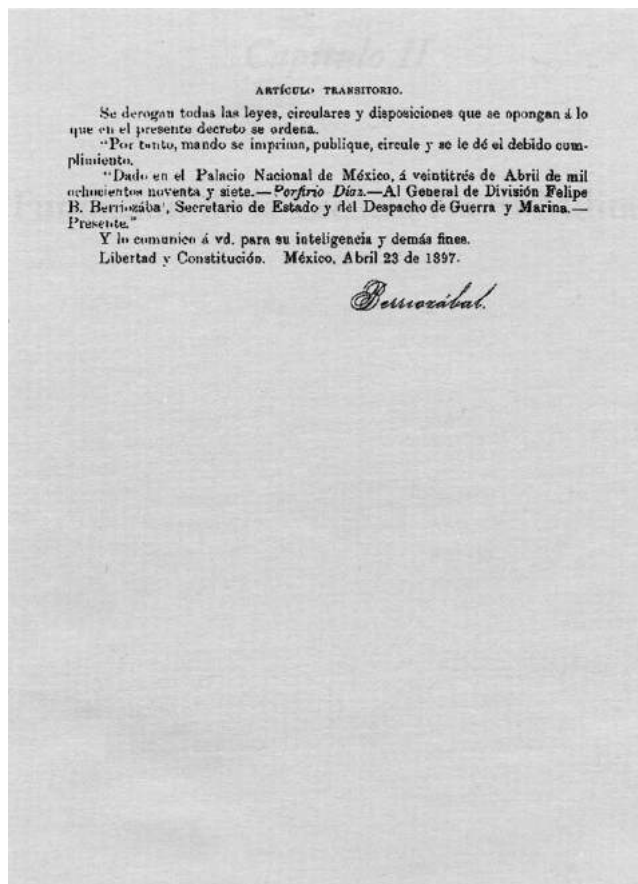 ARTÍCULO TRANSITORIO.
Se derogan todas las leyes, circulares y disposiciones que se opongan á lo
que en el presente decreto se ordena.
"Por tanto, mando se imprima, publique, circule y se le dé el debido cum-
plimiento.
"Dado en el Palacio Nacional de México, á veintitrés de Abril de mil
ochocientos noventa y siete.—Porfirio Díaz.—Al General de División Felipe
B. Berriozába', Secretario de Estado y del Despacho de Guerra y Marina.—
Presente."
Y lo comunico á vd. para su inteligencia y demás fines.
Libertad y Constitución. México, Abril 23 de 1897.
Berriozábal.